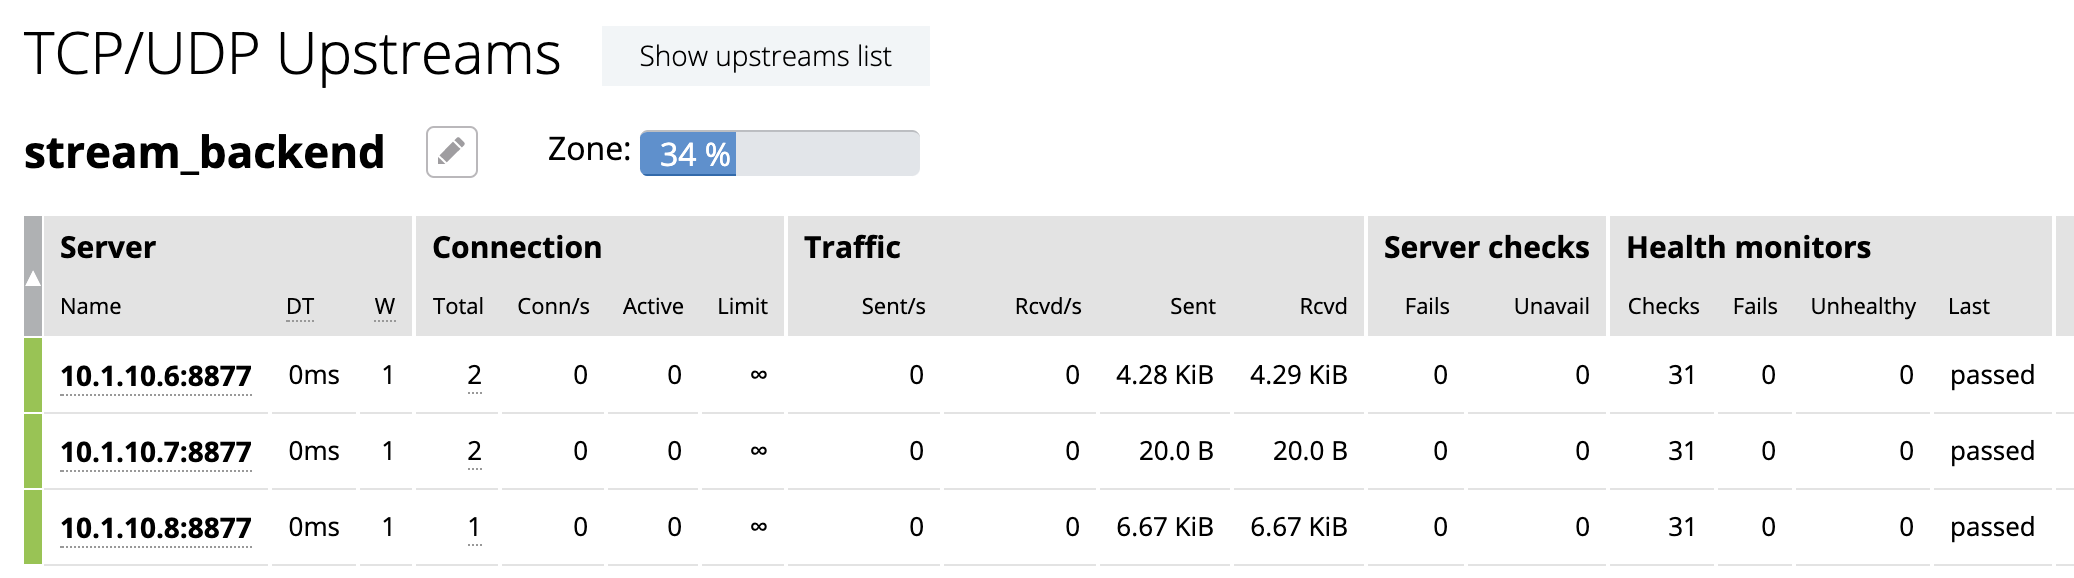 TCP/UDP Upstreams Show upstreams list
stream_backend Zone: 34 %
Server Connection Traffic Server checks Health monitors
Name DT W Total Conn/s Active Limit Sent/s Rcvd/s Sent Rcvd Fails Unavail Checks Fails Unhealthy Last
10.1.10.6:8877 0ms 1 2 0 0 ∞ 0 0 4.28 KiB 4.29 KiB 0 0 31 0 0 passed
10.1.10.7:8877 0ms 1 2 0 0 ∞ 0 0 20.0 B 20.0 B 0 0 31 0 0 passed
10.1.10.8:8877 0ms 1 1 0 0 ∞ 0 0 6.67 KiB 6.67 KiB 0 0 31 0 0 passed